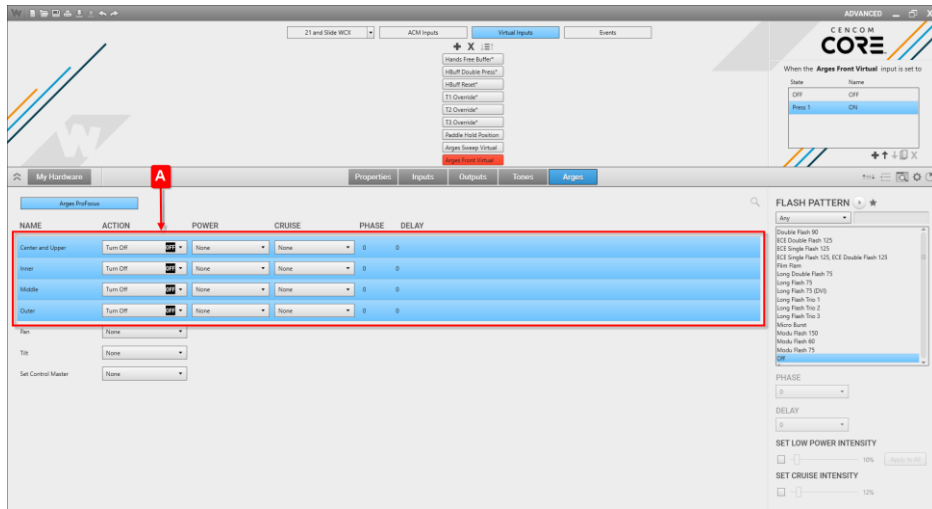 ADVANCED
21 and Slide WCX
ACM Inputs
Virtual Inputs
Events
Hands Free Buffer*
HBuff Double Press*
HBuff Reset*
T1 Override*
T2 Override*
T3 Override*
Paddle Hold Position
Arges Sweep Virtual
Arges Front Virtual
CENCOM
CORE
When the Arges Front Virtual input is set to
State Name
OFF OFF
Press 1 ON
My Hardware
A
Properties
Inputs
Outputs
Tones
Arges
Arges ProFocus
NAME ACTION POWER CRUISE PHASE DELAY
Center and Upper Turn Off OFF None None 0 0
Inner Turn Off OFF None None 0 0
Middle Turn Off OFF None None 0 0
Outer Turn Off OFF None None 0 0
Pan None
Tilt None
Set Control Master None
FLASH PATTERN
Any
Double Flash 90
ECE Double Flash 125
ECE Single Flash 125
ECE Single Flash 125, ECE Double Flash 125
Flim Flam
Long Double Flash 75
Long Flash 75
Long Flash 75 (DVI)
Long Flash Trio 1
Long Flash Trio 2
Long Flash Trio 3
Micro Burst
Modu Flash 150
Modu Flash 60
Modu Flash 75
Off
PHASE
0
DELAY
0
SET LOW POWER INTENSITY
10% Apply to All
SET CRUISE INTENSITY
12%